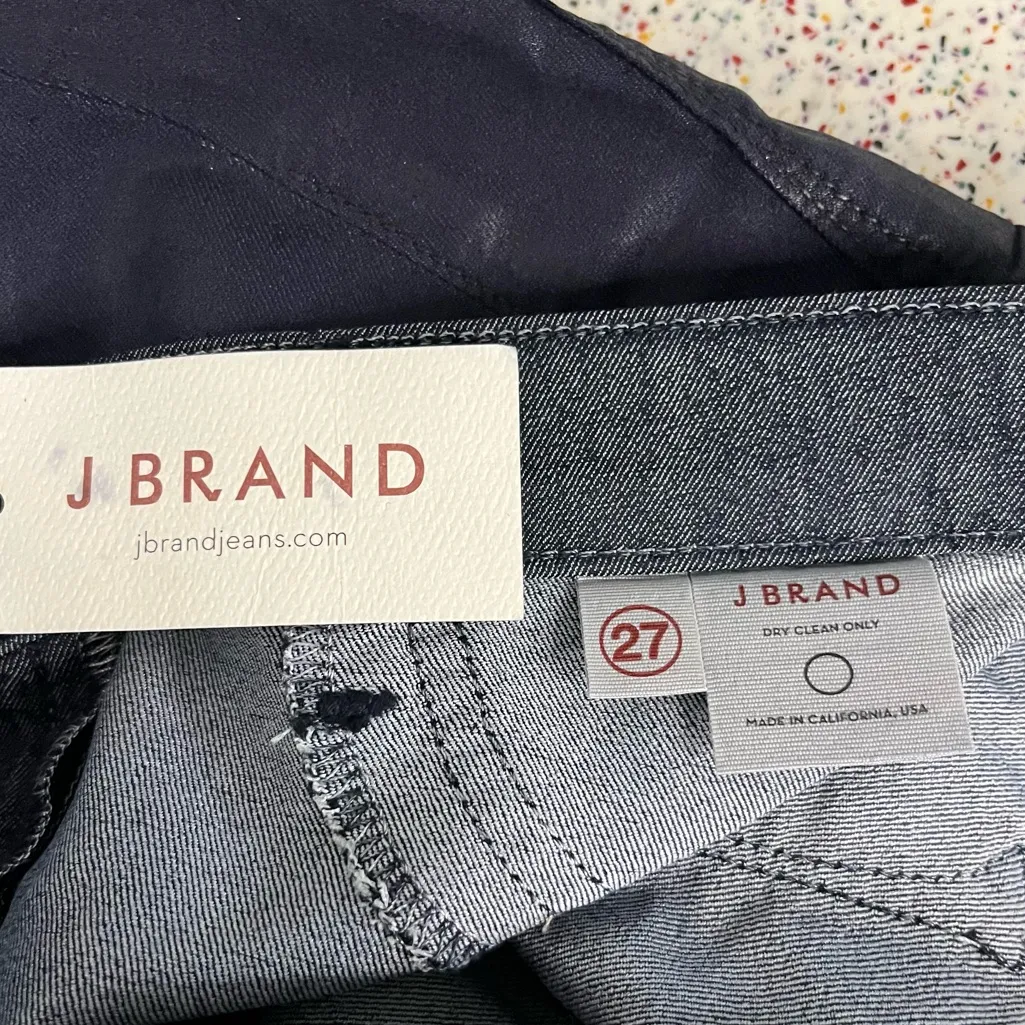 J BRAND
jbrandjeans.com
27
J BRAND
DRY CLEAN ONLY
MADE IN CALIFORNIA, USA